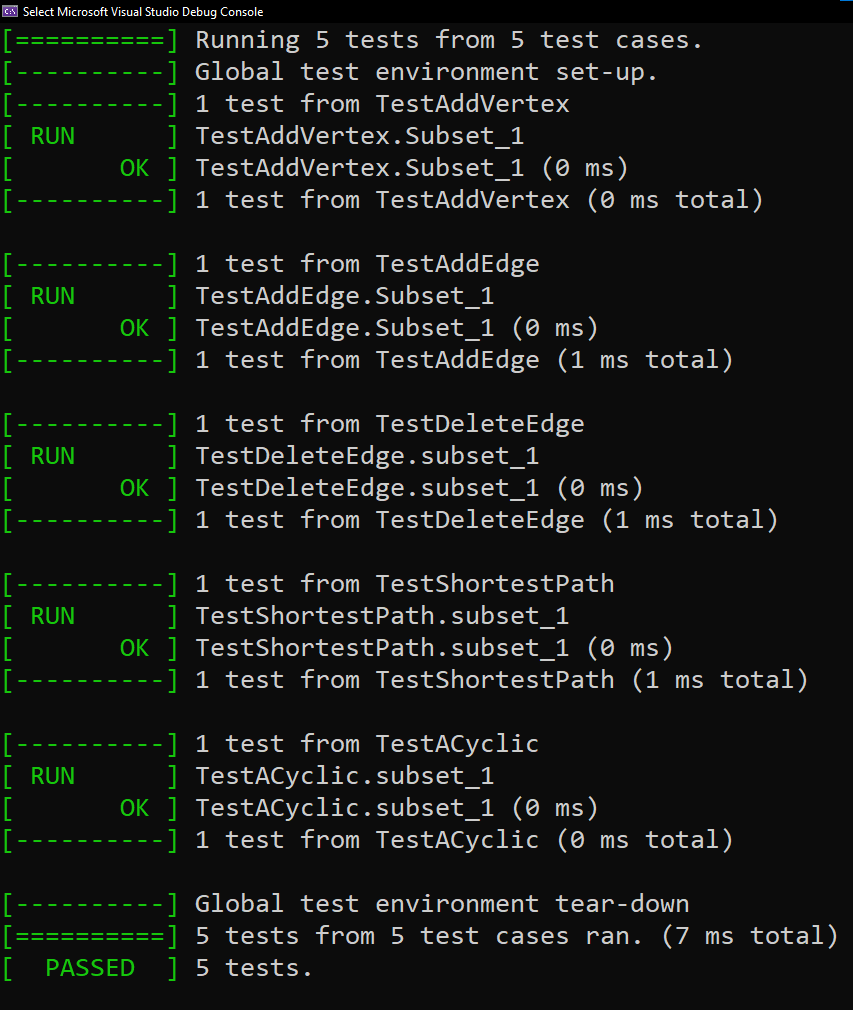 Select Microsoft Visual Studio Debug Console
[==========] Running 5 tests from 5 test cases.
[----------] Global test environment set-up.
[----------] 1 test from TestAddVertex
[ RUN      ] TestAddVertex.Subset_1
[       OK ] TestAddVertex.Subset_1 (0 ms)
[----------] 1 test from TestAddVertex (0 ms total)
[----------] 1 test from TestAddEdge
[ RUN      ] TestAddEdge.Subset_1
[       OK ] TestAddEdge.Subset_1 (0 ms)
[----------] 1 test from TestAddEdge (1 ms total)
[----------] 1 test from TestDeleteEdge
[ RUN      ] TestDeleteEdge.subset_1
[       OK ] TestDeleteEdge.subset_1 (0 ms)
[----------] 1 test from TestDeleteEdge (1 ms total)
[----------] 1 test from TestShortestPath
[ RUN      ] TestShortestPath.subset_1
[       OK ] TestShortestPath.subset_1 (0 ms)
[----------] 1 test from TestShortestPath (1 ms total)
[----------] 1 test from TestACyclic
[ RUN      ] TestACyclic.subset_1
[       OK ] TestACyclic.subset_1 (0 ms)
[----------] 1 test from TestACyclic (0 ms total)
[----------] Global test environment tear-down
[==========] 5 tests from 5 test cases ran. (7 ms total)
[  PASSED  ] 5 tests.